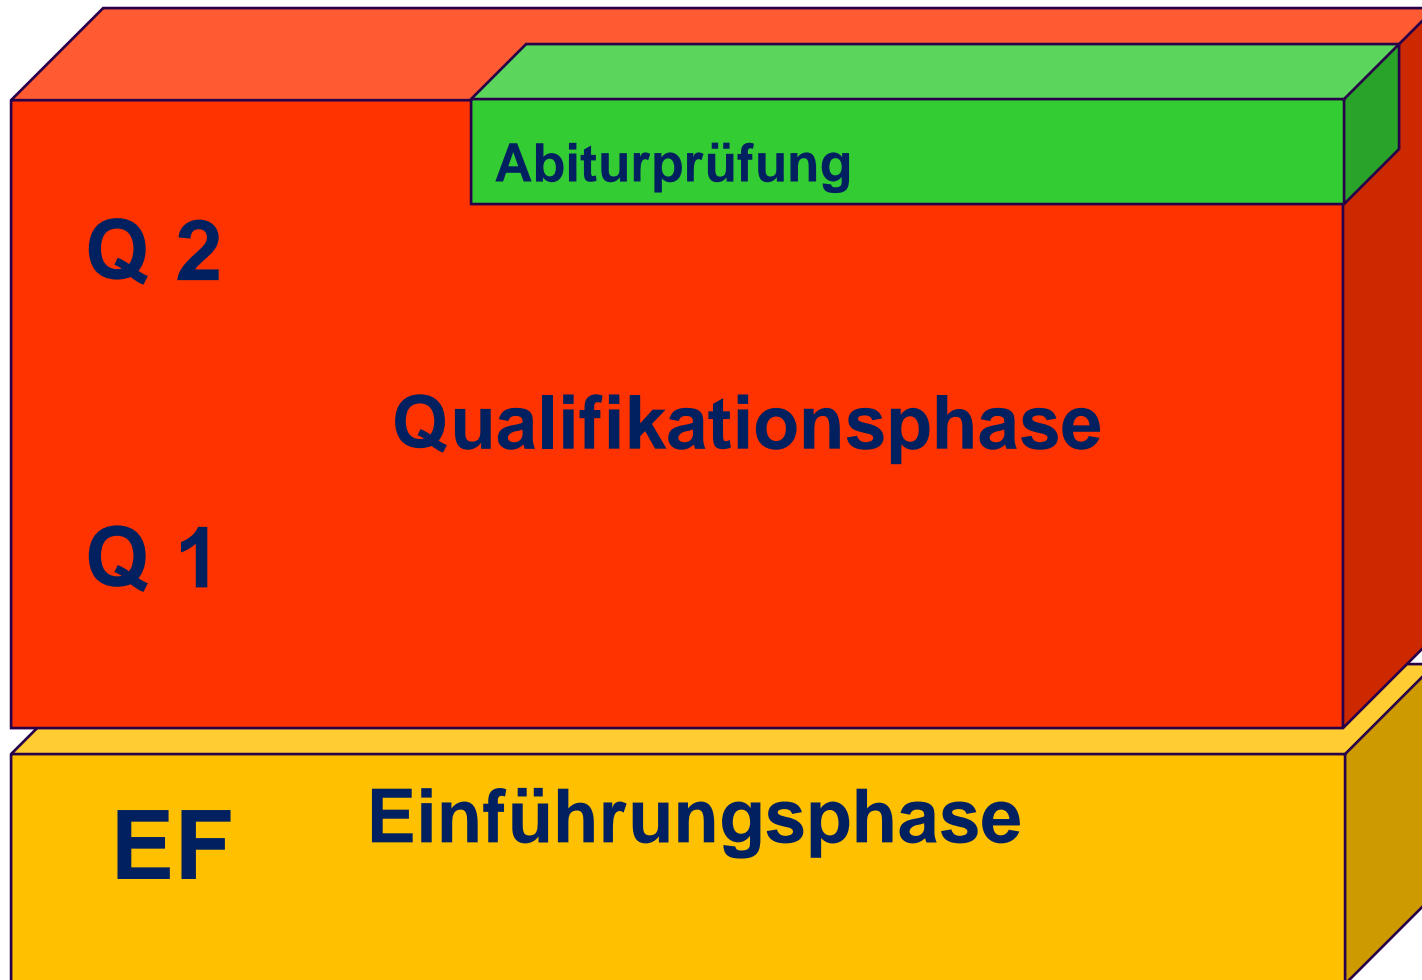 Abiturprüfung
Q 2
Qualifikationsphase
Q 1
Einführungsphase
EF